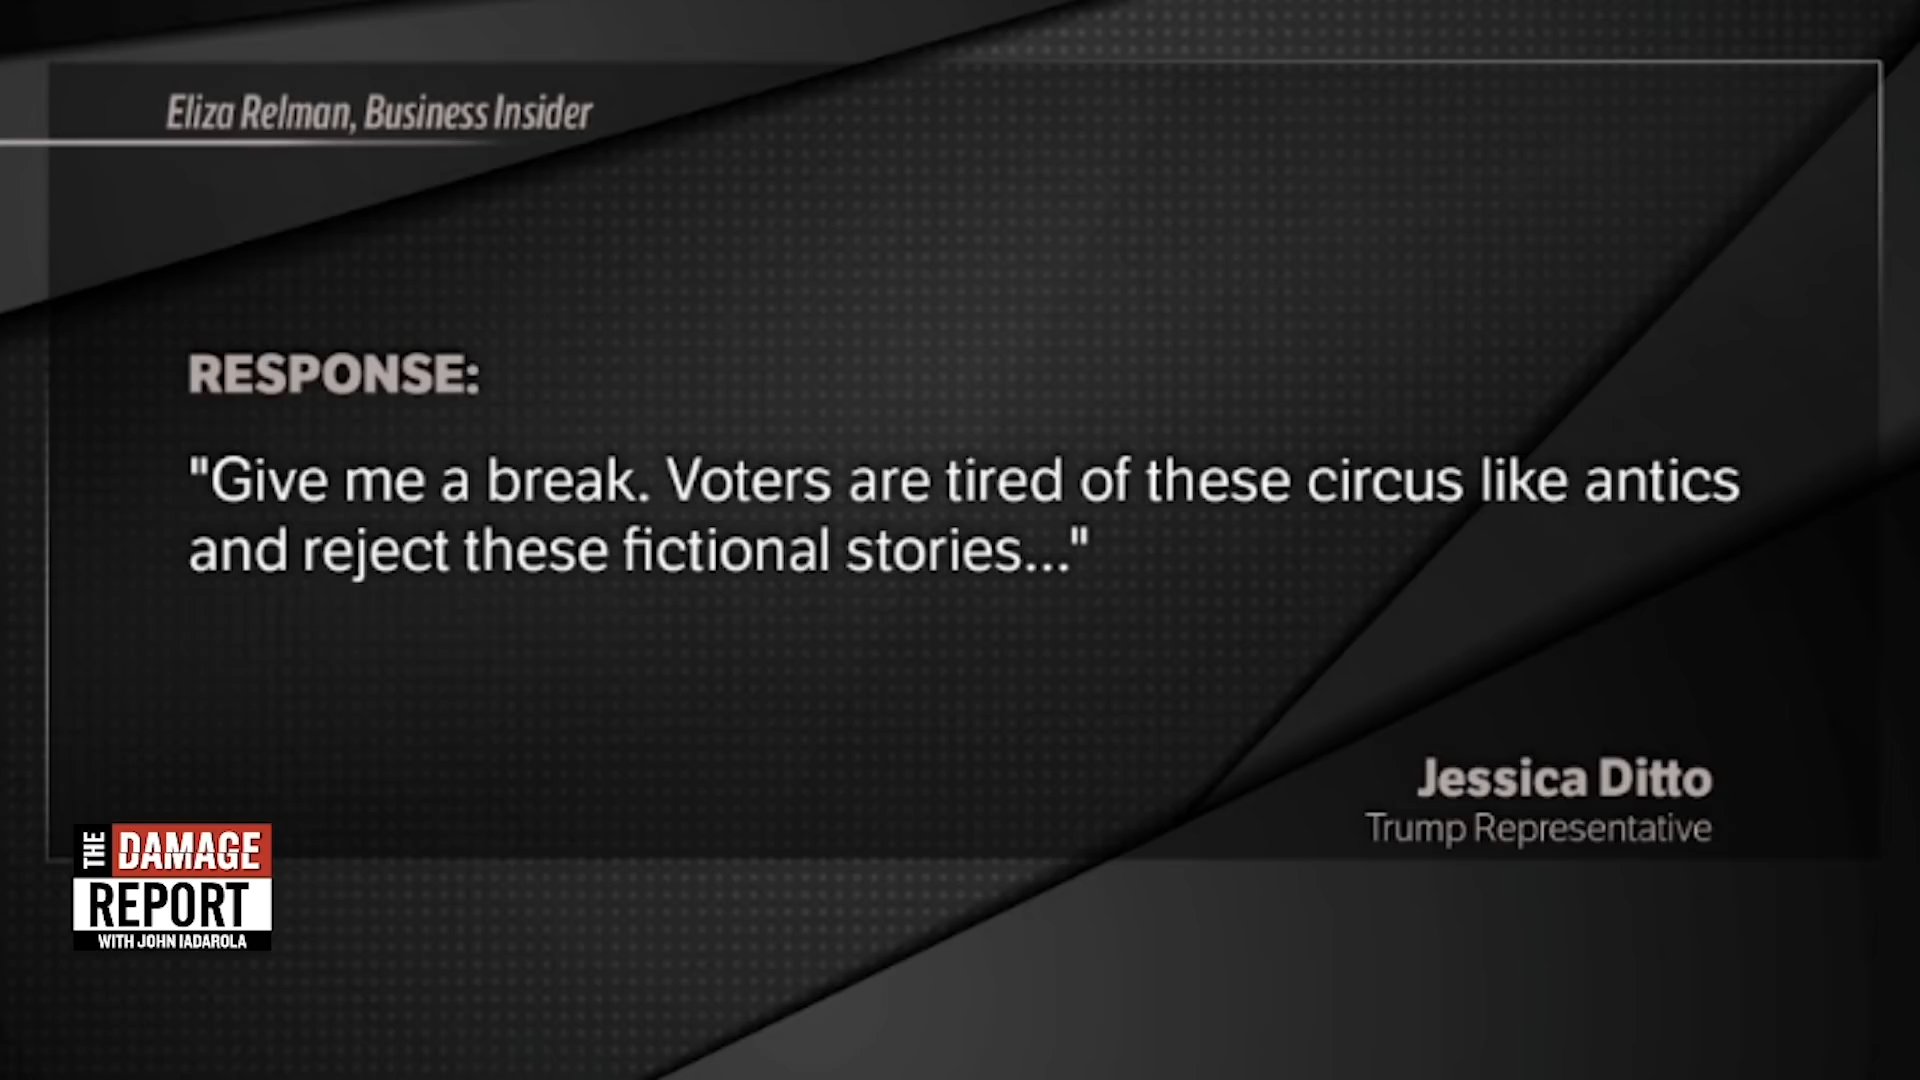 Eliza Relman, Business Insider
RESPONSE:
"Give me a break. Voters are tired of these circus like antics
and reject these fictional stories..."
Jessica Ditto
Trump Representative
THE
DAMAGE
REPORT
WITH JOHN IADAROLA